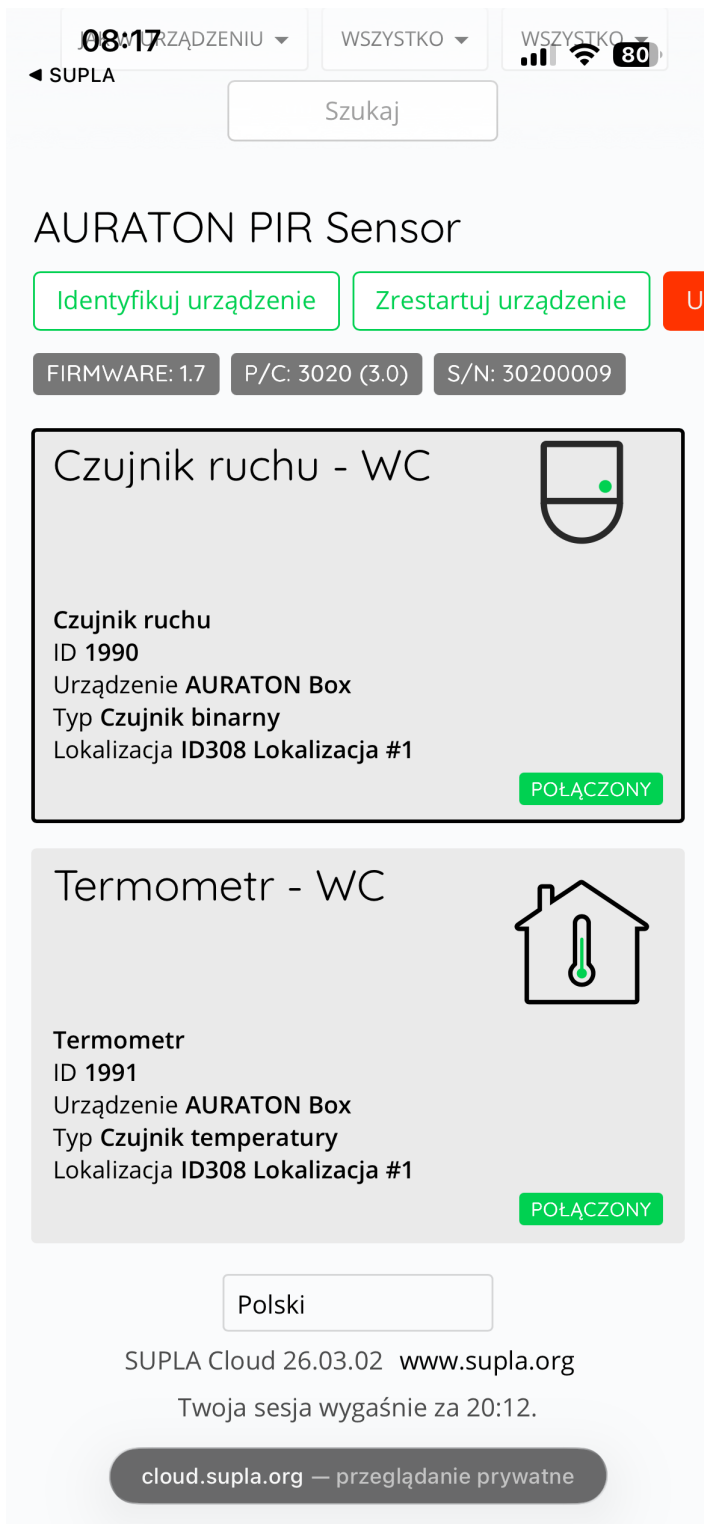 JAK W URZĄDZENIU
WSZYSTKO
WSZYSTKO
08:17
80
◀ SUPLA
Szukaj
AURATON PIR Sensor
Identyfikuj urządzenie
Zrestartuj urządzenie
U
FIRMWARE: 1.7
P/C: 3020 (3.0)
S/N: 30200009
Czujnik ruchu - WC
Czujnik ruchu
ID 1990
Urządzenie AURATON Box
Typ Czujnik binarny
Lokalizacja ID308 Lokalizacja #1
POŁĄCZONY
Termometr - WC
Termometr
ID 1991
Urządzenie AURATON Box
Typ Czujnik temperatury
Lokalizacja ID308 Lokalizacja #1
POŁĄCZONY
Polski
SUPLA Cloud 26.03.02 www.supla.org
Twoja sesja wygaśnie za 20:12.
cloud.supla.org — przeglądanie prywatne